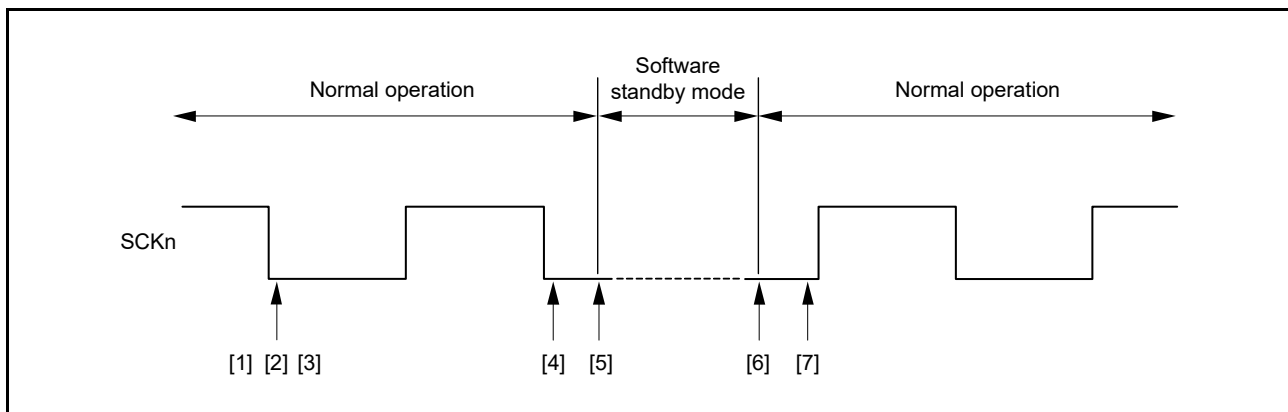 Software
standby mode
Normal operation
Normal operation
SCKn
[1] [2] [3]
[4]
[5]
[6]
[7]